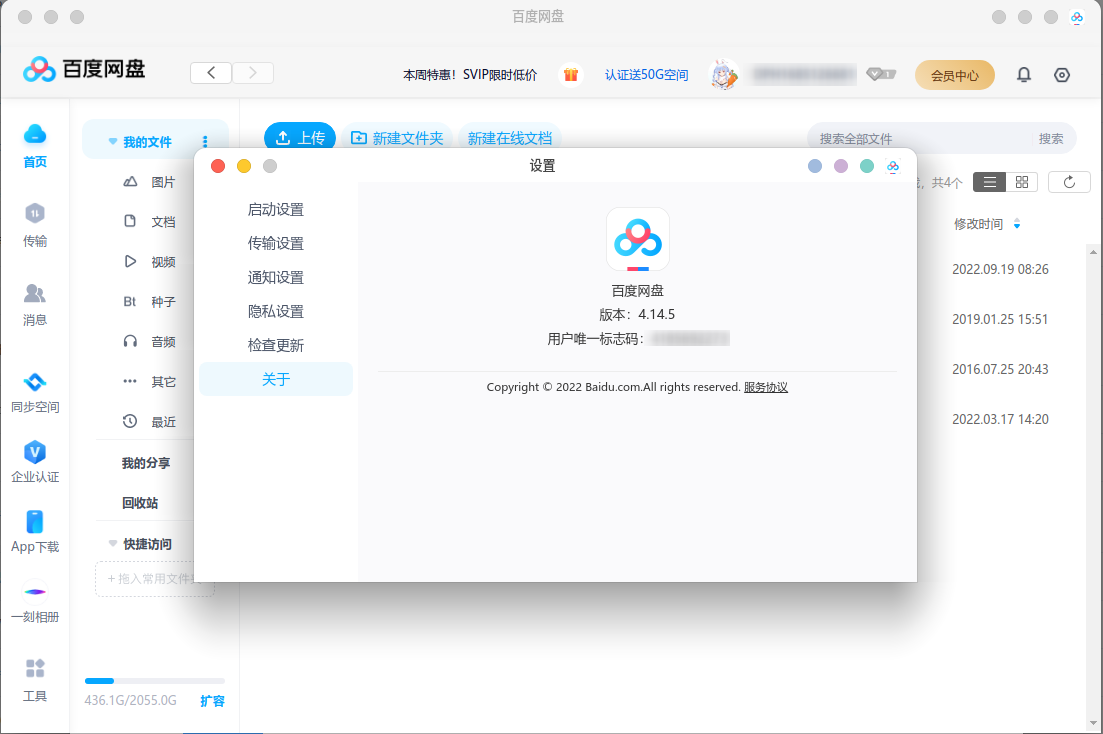 百度网盘
百度网盘
本周特惠！SVIP限时低价
认证送50G空间
1
会员中心
首页
传输
消息
同步空间
企业认证
App下载
一刻相册
工具
我的文件
图片
文档
视频
Bt 种子
音频
其它
最近
我的分享
回收站
快捷访问
+ 拖入常用文件
436.1G/2055.0G 扩容
上传
新建文件夹
新建在线文档
搜索全部文件
搜索
，共4个
修改时间
2022.09.19 08:26
2019.01.25 15:51
2016.07.25 20:43
2022.03.17 14:20
设置
启动设置
传输设置
通知设置
隐私设置
检查更新
关于
百度网盘
版本：4.14.5
用户唯一标志码：
Copyright © 2022 Baidu.com.All rights reserved. 服务协议